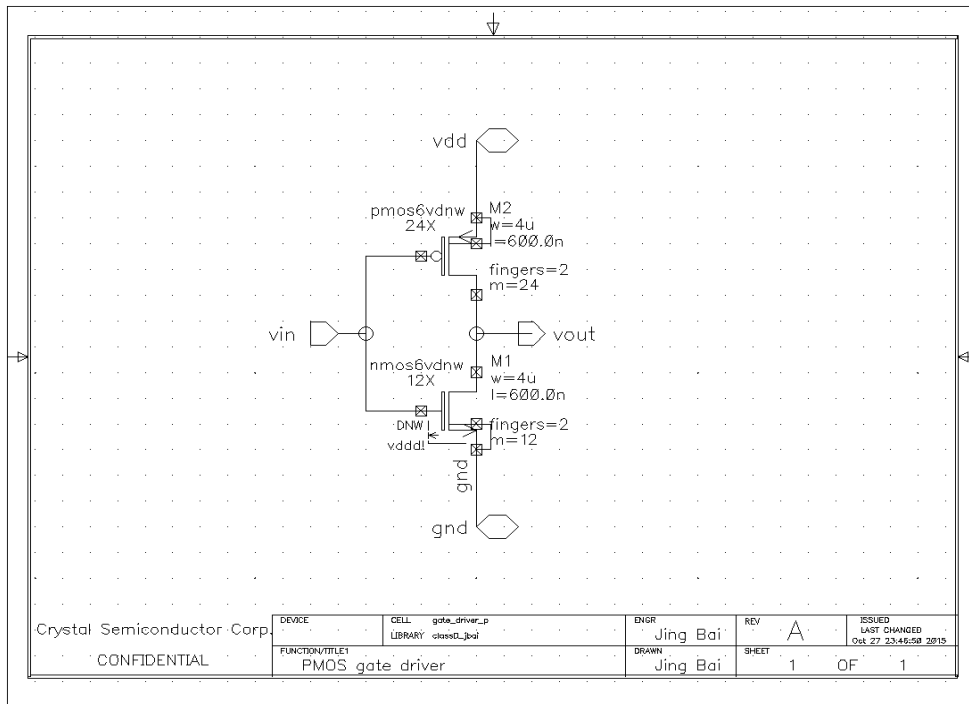 vdd
pmos6vdnw
24X
M2
w=4u
l=600.0n
fingers=2
m=24
vin
vout
nmos6vdnw
12X
M1
w=4u
l=600.0n
DNW
vddd!
fingers=2
m=12
gnd
gnd
Crystal Semiconductor Corp.
CONFIDENTIAL
DEVICE
CELL gate_driver_p
LIBRARY classD_jbai
ENGR
Jing Bai
REV
A
ISSUED
LAST CHANGED
Oct 27 23:46:50 2015
FUNCTION/TITLE1
PMOS gate driver
DRAWN
Jing Bai
SHEET
1 OF 1